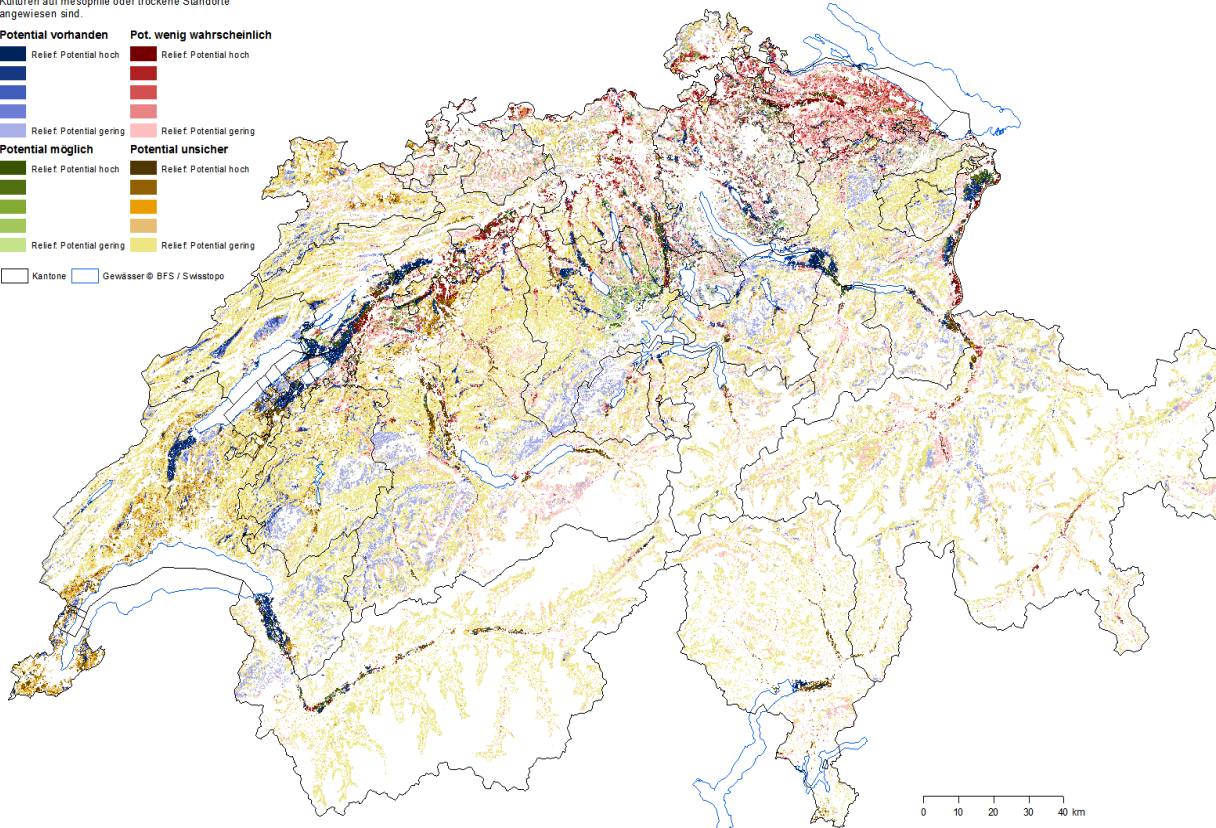 Kulturen auf mesophile oder trockene Standorte
angewiesen sind.
Potential vorhanden
Relief: Potential hoch
Relief: Potential gering
Pot. wenig wahrscheinlich
Relief: Potential hoch
Relief: Potential gering
Potential möglich
Relief: Potential hoch
Relief: Potential gering
Potential unsicher
Relief: Potential hoch
Relief: Potential gering
Kantone
Gewässer © BFS / Swisstopo
0 10 20 30 40 km